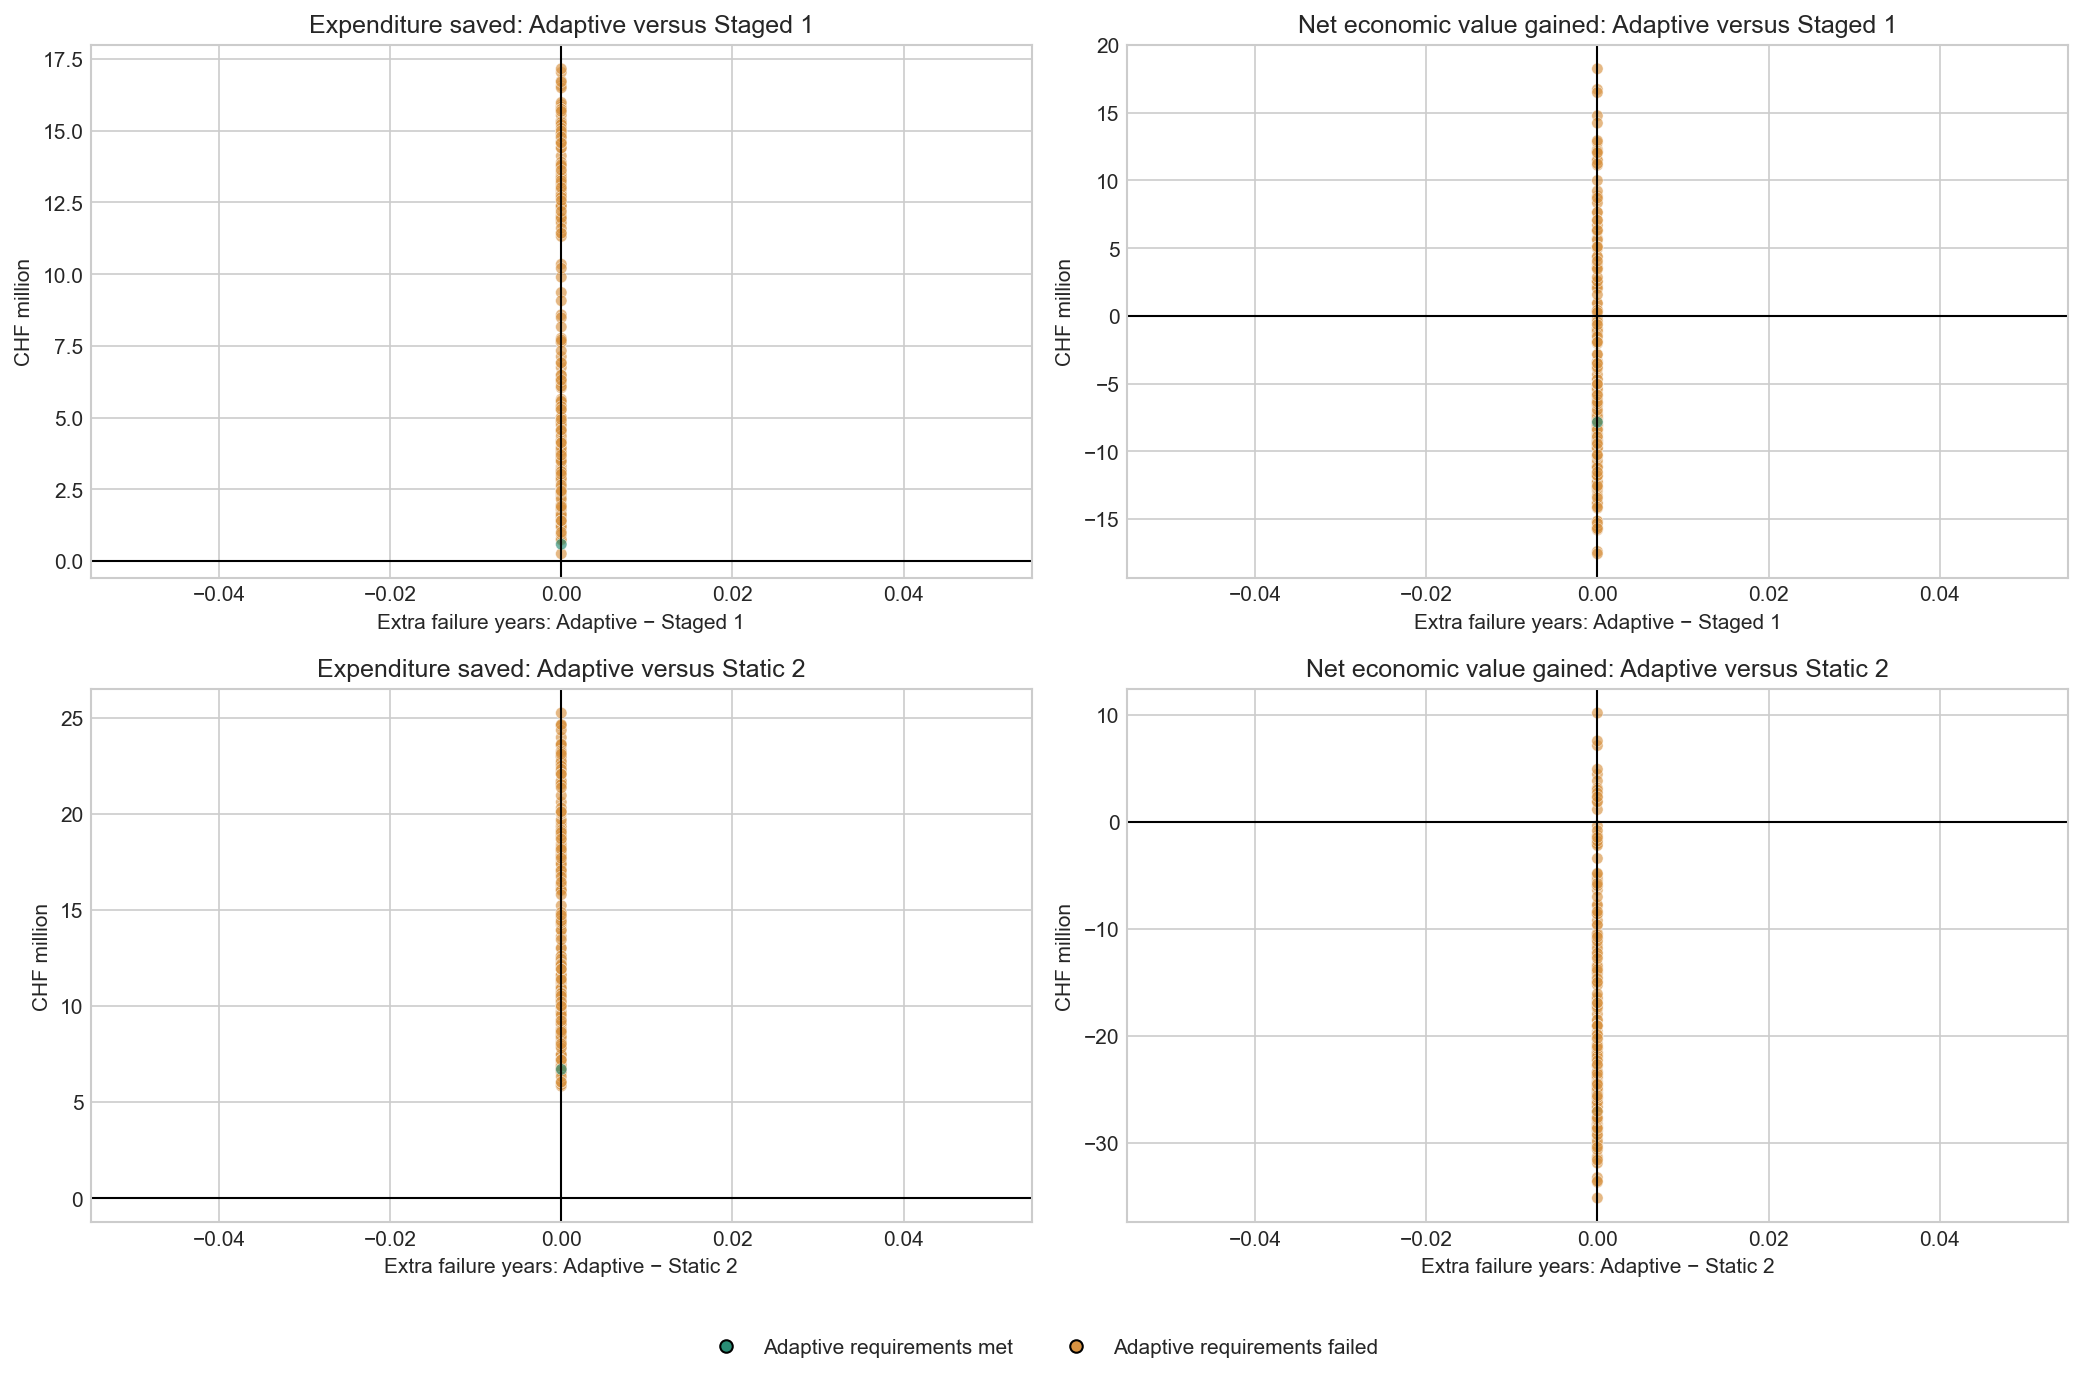 Expenditure saved: Adaptive versus Staged 1
CHF million
17.5
15.0
12.5
10.0
7.5
5.0
2.5
0.0
−0.04 −0.02 0.00 0.02 0.04
Extra failure years: Adaptive − Staged 1
Net economic value gained: Adaptive versus Staged 1
CHF million
20
15
10
5
0
−5
−10
−15
−0.04 −0.02 0.00 0.02 0.04
Extra failure years: Adaptive − Staged 1
Expenditure saved: Adaptive versus Static 2
CHF million
25
20
15
10
5
0
−0.04 −0.02 0.00 0.02 0.04
Extra failure years: Adaptive − Static 2
Net economic value gained: Adaptive versus Static 2
CHF million
10
0
−10
−20
−30
−0.04 −0.02 0.00 0.02 0.04
Extra failure years: Adaptive − Static 2
Adaptive requirements met
Adaptive requirements failed